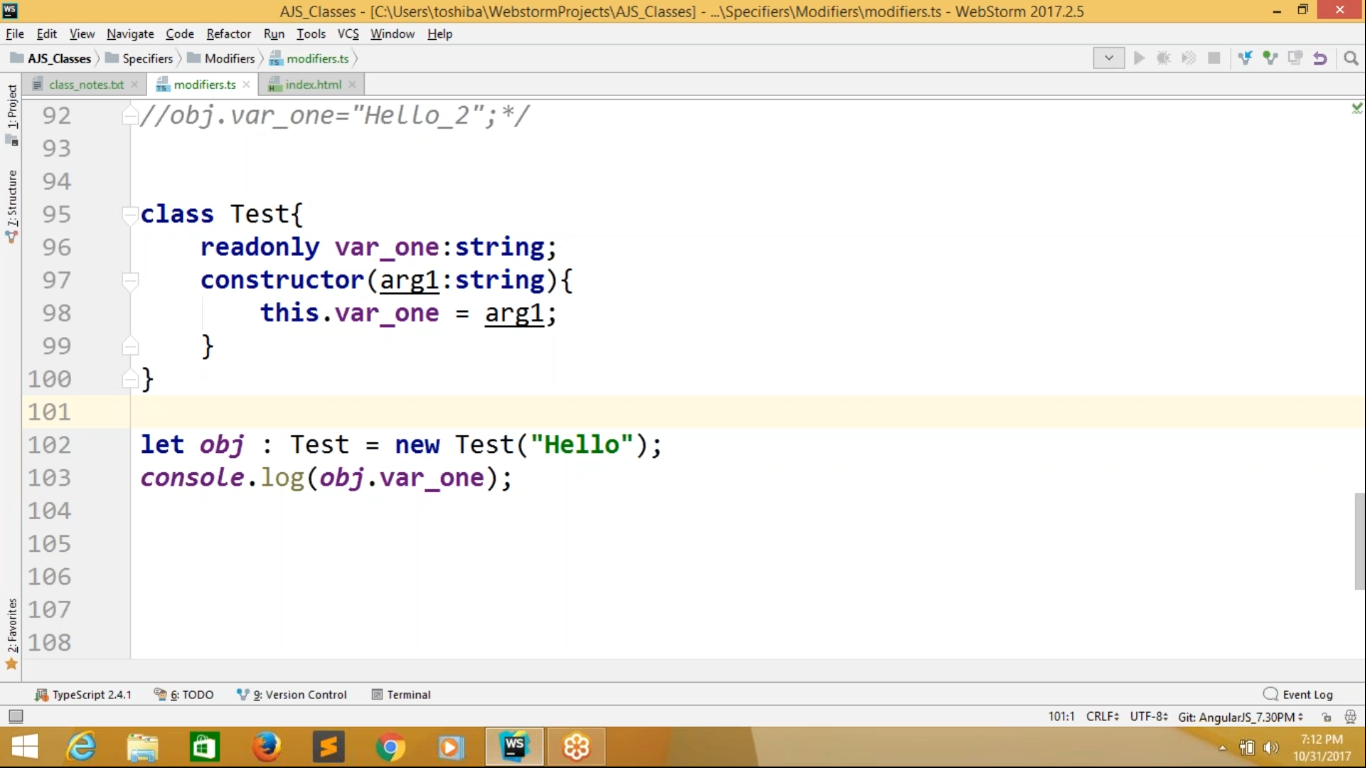 AJS_Classes - [C:\Users\toshiba\WebstormProjects\AJS_Classes] - ...\Specifiers\Modifiers\modifiers.ts - WebStorm 2017.2.5
File Edit View Navigate Code Refactor Run Tools VCS Window Help
AJS_Classes Specifiers Modifiers modifiers.ts
class_notes.txt modifiers.ts index.html
1: Project
7: Structure
2: Favorites
92 //obj.var_one="Hello_2";*/
93
94
95 class Test{
96 readonly var_one:string;
97 constructor(arg1:string){
98 this.var_one = arg1;
99 }
100 }
101
102 let obj : Test = new Test("Hello");
103 console.log(obj.var_one);
104
105
106
107
108
TypeScript 2.4.1 6: TODO 9: Version Control Terminal Event Log
101:1 CRLF÷ UTF-8÷ Git: AngularJS_7.30PM÷
WS
7:12 PM
10/31/2017